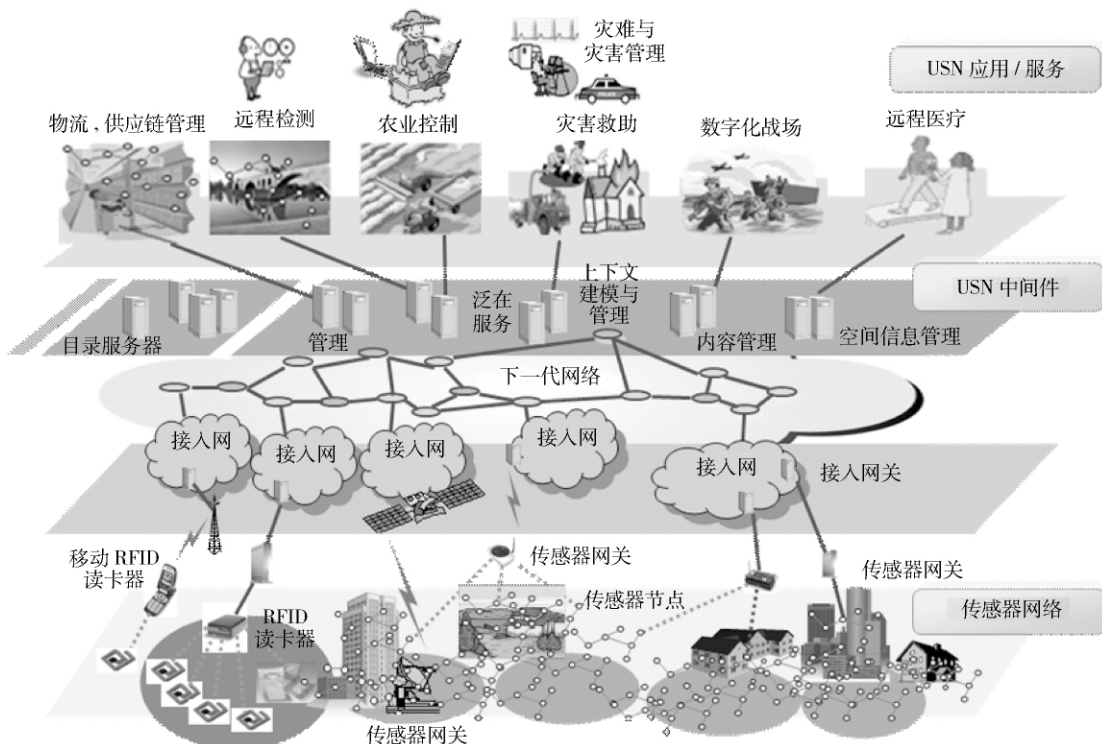 灾难与
灾害管理
USN 应用 / 服务
物流 , 供应链管理
远程检测
农业控制
灾害救助
数字化战场
远程医疗
USN 中间件
目录服务器
管理
泛在
服务
上下文
建模与
管理
内容管理
空间信息管理
下一代网络
接入网
接入网
接入网
接入网
接入网
接入网关
移动 RFID
读卡器
RFID
读卡器
传感器网关
传感器节点
传感器网关
传感器网络
传感器网关